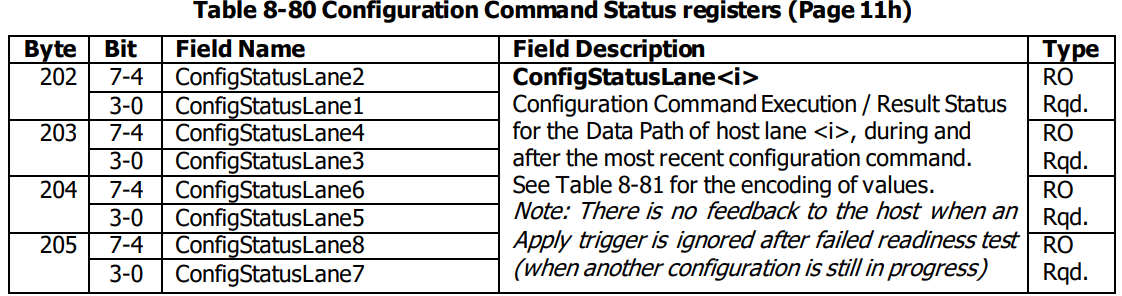 Table 8-80 Configuration Command Status registers (Page 11h)
Byte Bit Field Name Field Description Type
202 7-4 ConfigStatusLane2 ConfigStatusLane<i> RO
3-0 ConfigStatusLane1 Configuration Command Execution / Result Status Rqd.
203 7-4 ConfigStatusLane4 for the Data Path of host lane <i>, during and RO
3-0 ConfigStatusLane3 after the most recent configuration command. Rqd.
204 7-4 ConfigStatusLane6 See Table 8-81 for the encoding of values. RO
3-0 ConfigStatusLane5 Note: There is no feedback to the host when an Rqd.
205 7-4 ConfigStatusLane8 Apply trigger is ignored after failed readiness test RO
3-0 ConfigStatusLane7 (when another configuration is still in progress) Rqd.